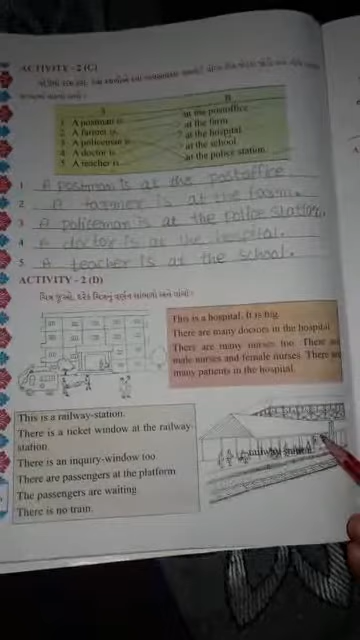 ACTIVITY - 2 (C)
A
B
1. A postman is
at the postoffice
2. A farmer is
at the farm
3. A policeman is
at the hospital
4. A doctor is
at the school
5. A teacher is
at the police station
1 A postman is at the postoffice
2 A farmer is at the farm.
3 A policeman is at the police station.
4 A doctor is at the hospital.
5 A teacher is at the school.
ACTIVITY - 2 (D)
This is a hospital. It is big.
There are many doctors in the hospital
There are many nurses too. There are
male nurses and female nurses. There are
many patients in the hospital.
This is a railway-station.
There is a ticket window at the railway-
station.
There is an inquiry-window too
There are passengers at the platform
The passengers are waiting
There is no train.
railway-station